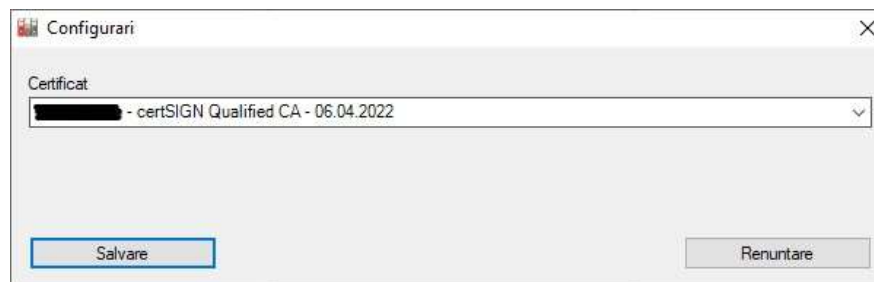 Configurari
Certificat
- certSIGN Qualified CA - 06.04.2022
Salvare
Renuntare